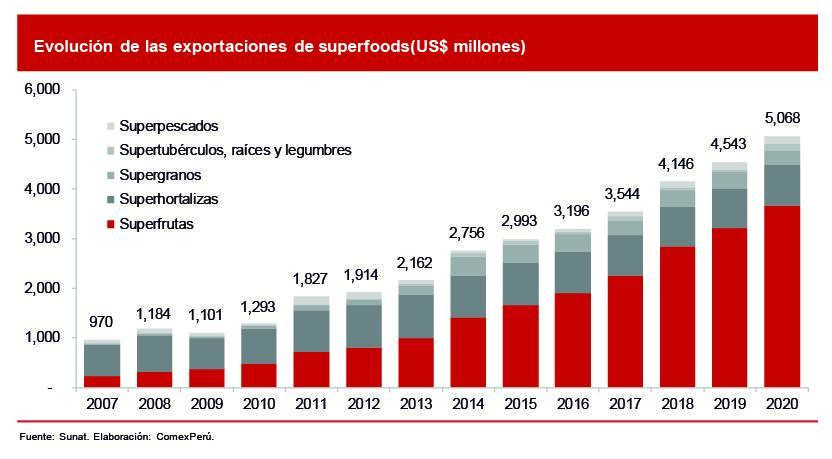 Evolución de las exportaciones de superfoods(US$ millones)
6,000
5,000
4,000
3,000
2,000
1,000
-
Superpescados
Supertubérculos, raíces y legumbres
Supergranos
Superhortalizas
Superfrutas
970
1,184
1,101
1,293
1,827
1,914
2,162
2,756
2,993
3,196
3,544
4,146
4,543
5,068
2007 2008 2009 2010 2011 2012 2013 2014 2015 2016 2017 2018 2019 2020
Fuente: Sunat. Elaboración: ComexPerú.